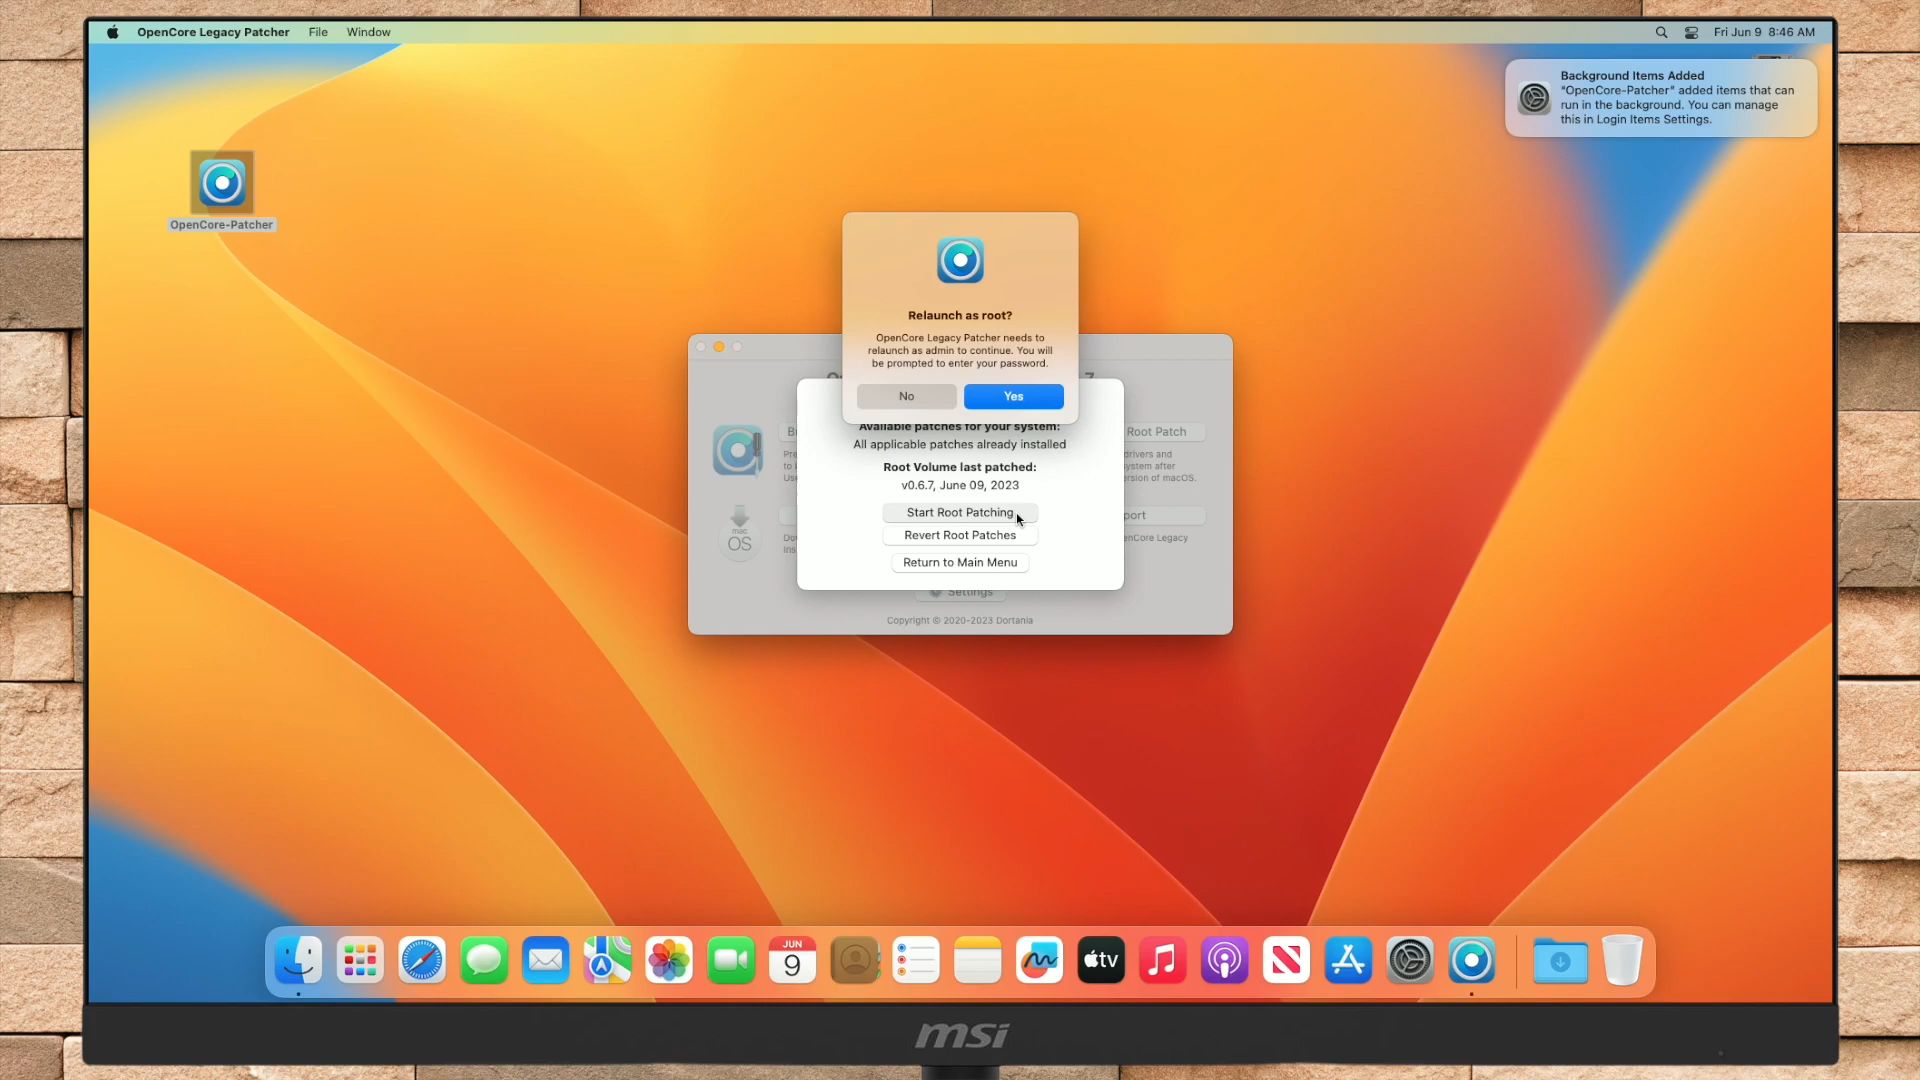 OpenCore Legacy Patcher File Window
Fri Jun 9 8:46 AM
Background Items Added
"OpenCore-Patcher" added items that can
run in the background. You can manage
this in Login Items Settings.
OpenCore-Patcher
Relaunch as root?
OpenCore Legacy Patcher needs to
relaunch as admin to continue. You will
be prompted to enter your password.
No Yes
Available patches for your system:
All applicable patches already installed
Root Volume last patched:
v0.6.7, June 09, 2023
Start Root Patching
Revert Root Patches
Return to Main Menu
Root Patch
drivers and
ystem after
ersion of macOS.
port
enCore Legacy
mac
OS
Settings
Copyright © 2020-2023 Dortania
JUN
9
tv
msi